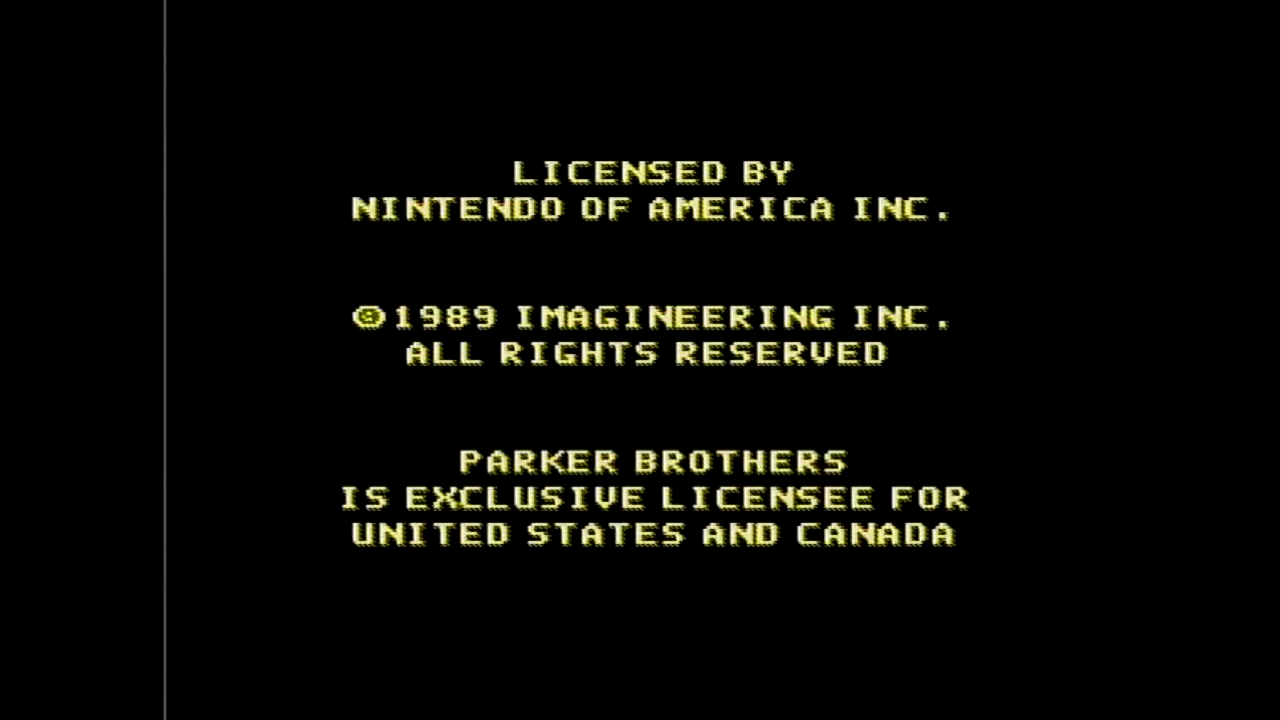 LICENSED BY
NINTENDO OF AMERICA INC.
©1989 IMAGINEERING INC.
ALL RIGHTS RESERVED
PARKER BROTHERS
IS EXCLUSIVE LICENSEE FOR
UNITED STATES AND CANADA